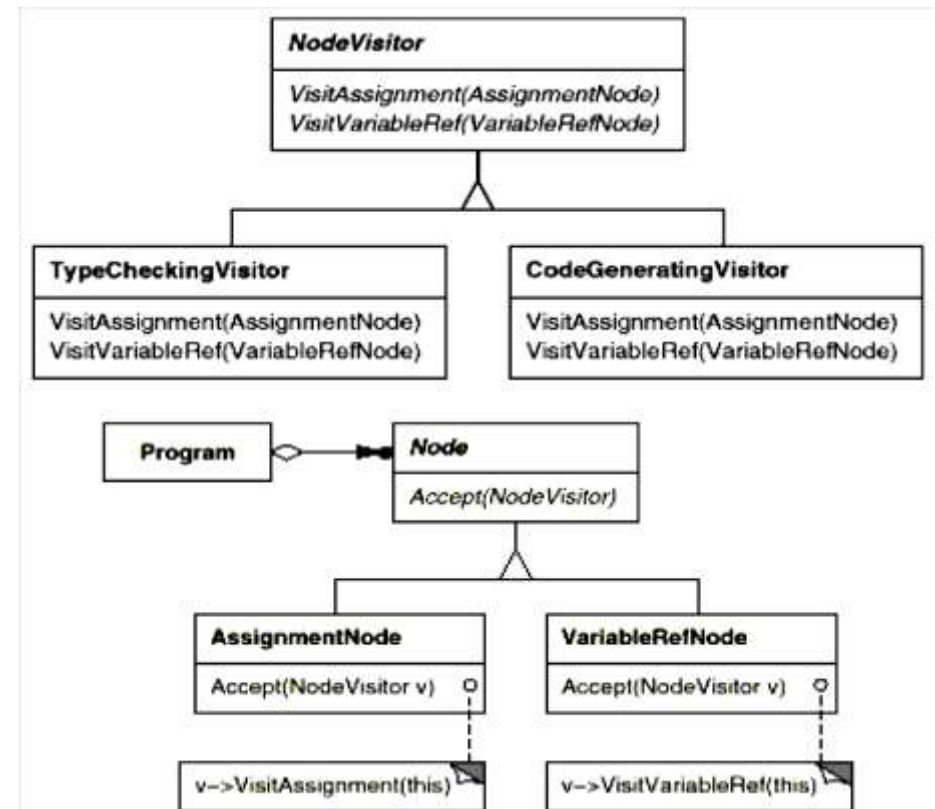 NodeVisitor
VisitAssignment(AssignmentNode)
VisitVariableRef(VariableRefNode)
TypeCheckingVisitor
VisitAssignment(AssignmentNode)
VisitVariableRef(VariableRefNode)
CodeGeneratingVisitor
VisitAssignment(AssignmentNode)
VisitVariableRef(VariableRefNode)
Program
Node
Accept(NodeVisitor)
AssignmentNode
Accept(NodeVisitor v)
VariableRefNode
Accept(NodeVisitor v)
v->VisitAssignment(this)
v->VisitVariableRef(this)